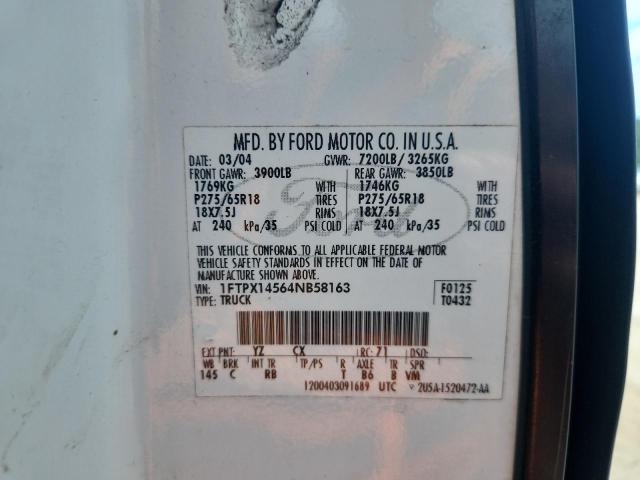 MFD. BY FORD MOTOR CO. IN U.S.A.
DATE: 03/04 GVWR: 7200LB/ 3265KG
FRONT GAWR: 3900LB REAR GAWR: 3850LB
1769KG WITH 1746KG WITH
P275/65R18 TIRES P275/65R18 TIRES
18X7.5J RIMS 18X7.5J RIMS
AT 240 kPa/35 PSI COLD AT 240 kPa/35 PSI COLD
Ford
THIS VEHICLE CONFORMS TO ALL APPLICABLE FEDERAL MOTOR
VEHICLE SAFETY STANDARDS IN EFFECT ON THE DATE OF
MANUFACTURE SHOWN ABOVE.
VIN: 1FTPX14564NB58163 F0125
TYPE: TRUCK T0432
EXT PNT: YZ CX RC: 71 DSO:
WB BRK INT TR TP/PS R AXLE TR SPR
145 C RB T B6 B VM
1200403091689 UTC 2U5A-1520472-AA